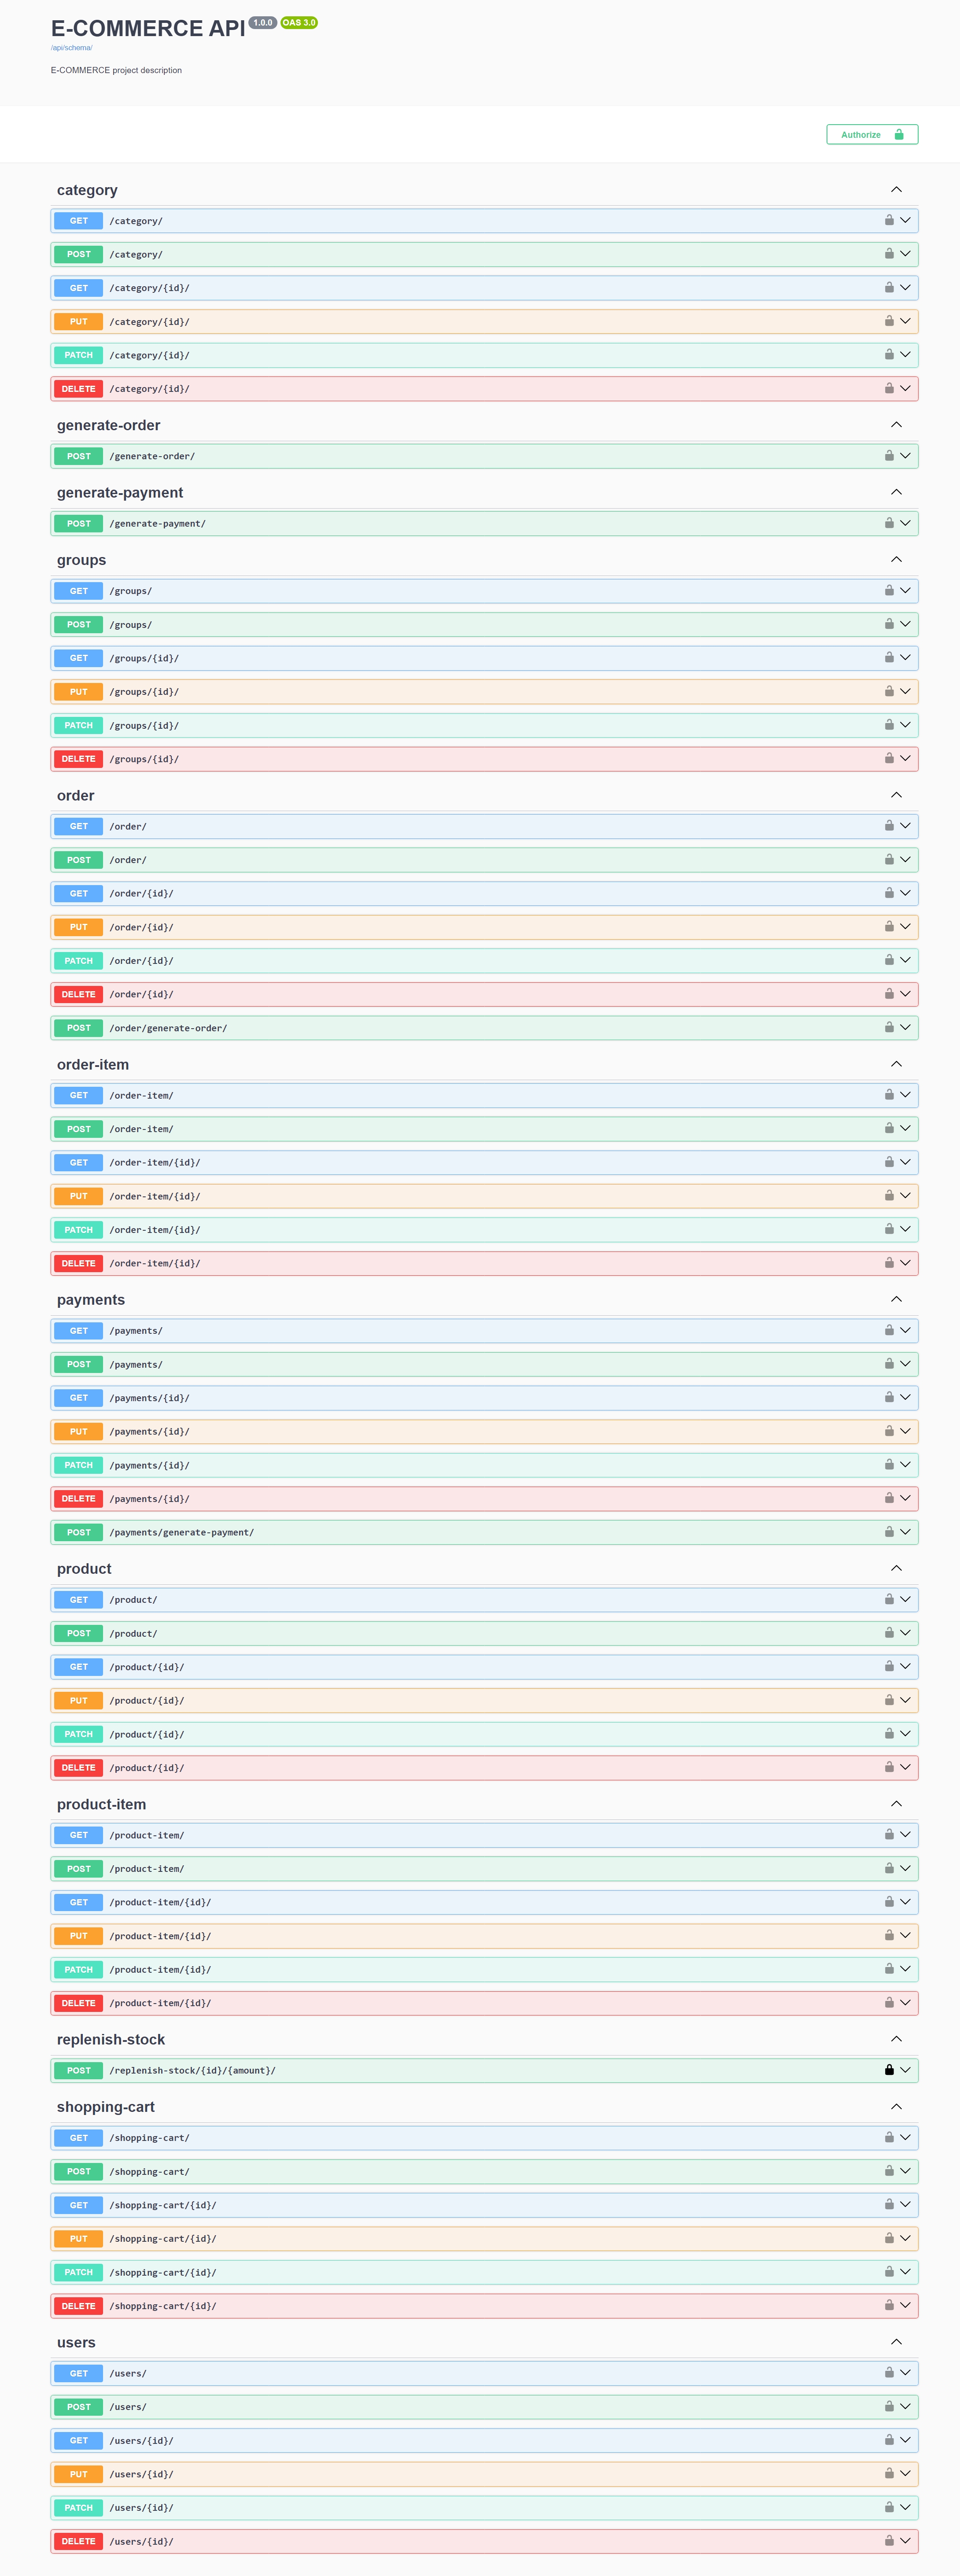 E-COMMERCE API 1.0.0 OAS 3.0
/api/schema/
E-COMMERCE project description
Authorize
category
GET /category/
POST /category/
GET /category/{id}/
PUT /category/{id}/
PATCH /category/{id}/
DELETE /category/{id}/
generate-order
POST /generate-order/
generate-payment
POST /generate-payment/
groups
GET /groups/
POST /groups/
GET /groups/{id}/
PUT /groups/{id}/
PATCH /groups/{id}/
DELETE /groups/{id}/
order
GET /order/
POST /order/
GET /order/{id}/
PUT /order/{id}/
PATCH /order/{id}/
DELETE /order/{id}/
POST /order/generate-order/
order-item
GET /order-item/
POST /order-item/
GET /order-item/{id}/
PUT /order-item/{id}/
PATCH /order-item/{id}/
DELETE /order-item/{id}/
payments
GET /payments/
POST /payments/
GET /payments/{id}/
PUT /payments/{id}/
PATCH /payments/{id}/
DELETE /payments/{id}/
POST /payments/generate-payment/
product
GET /product/
POST /product/
GET /product/{id}/
PUT /product/{id}/
PATCH /product/{id}/
DELETE /product/{id}/
product-item
GET /product-item/
POST /product-item/
GET /product-item/{id}/
PUT /product-item/{id}/
PATCH /product-item/{id}/
DELETE /product-item/{id}/
replenish-stock
POST /replenish-stock/{id}/{amount}/
shopping-cart
GET /shopping-cart/
POST /shopping-cart/
GET /shopping-cart/{id}/
PUT /shopping-cart/{id}/
PATCH /shopping-cart/{id}/
DELETE /shopping-cart/{id}/
users
GET /users/
POST /users/
GET /users/{id}/
PUT /users/{id}/
PATCH /users/{id}/
DELETE /users/{id}/